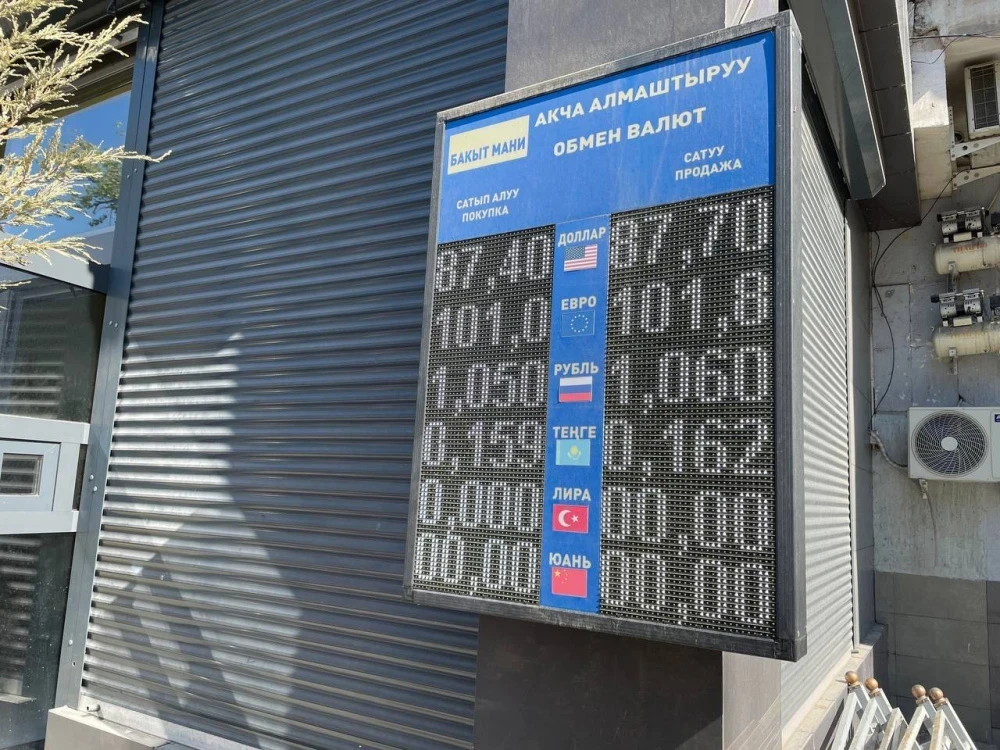 БАКЫТ МАНИ
АКЧА АЛМАШТЫРУУ
ОБМЕН ВАЛЮТ
САТЫП АЛУУ
ПОКУПКА
САТУУ
ПРОДАЖА
87,40 ДОЛЛАР 87,70
101,0 ЕВРО 101,8
1,050 РУБЛЬ 1,060
0,159 ТЕҢГЕ 0,162
0,000 ЛИРА 00,00
00,00 ЮАНЬ 00,00